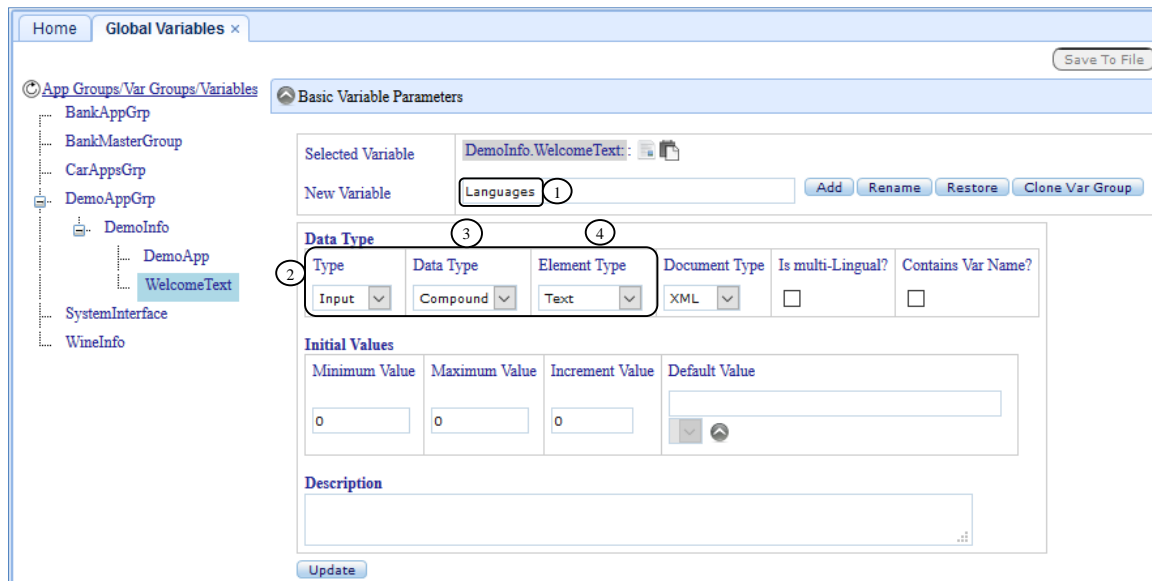 Home Global Variables ×
Save To File
App Groups/Var Groups/Variables
BankAppGrp
BankMasterGroup
CarAppsGrp
DemoAppGrp
DemoInfo
DemoApp
WelcomeText
SystemInterface
WineInfo
Basic Variable Parameters
Selected Variable DemoInfo.WelcomeText: :
New Variable Languages 1 Add Rename Restore Clone Var Group
Data Type 3 4
2 Type Data Type Element Type Document Type Is multi-Lingual? Contains Var Name?
Input Compound Text XML
Initial Values
Minimum Value Maximum Value Increment Value Default Value
0 0 0
Description
Update